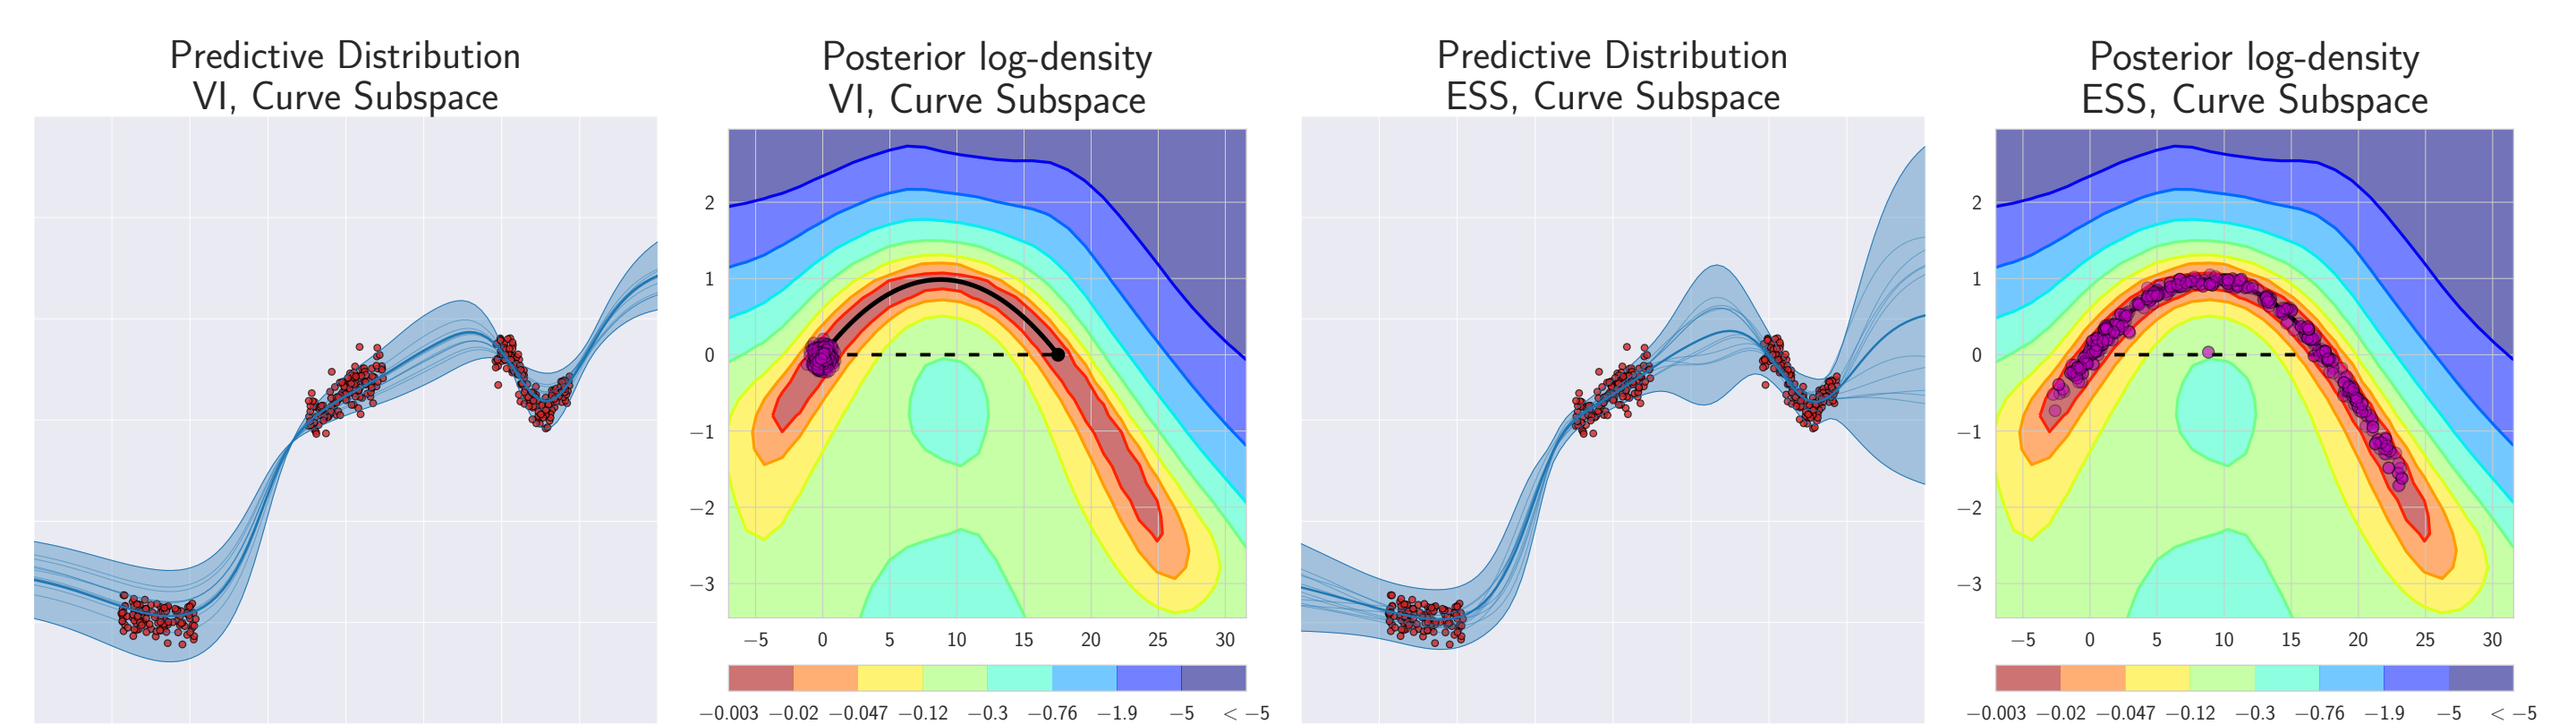 Predictive Distribution
VI, Curve Subspace
Posterior log-density
VI, Curve Subspace
2
1
0
−1
−2
−3
−5 0 5 10 15 20 25 30
−0.003 −0.02 −0.047 −0.12 −0.3 −0.76 −1.9 −5 < −5
Predictive Distribution
ESS, Curve Subspace
Posterior log-density
ESS, Curve Subspace
2
1
0
−1
−2
−3
−5 0 5 10 15 20 25 30
−0.003 −0.02 −0.047 −0.12 −0.3 −0.76 −1.9 −5 < −5